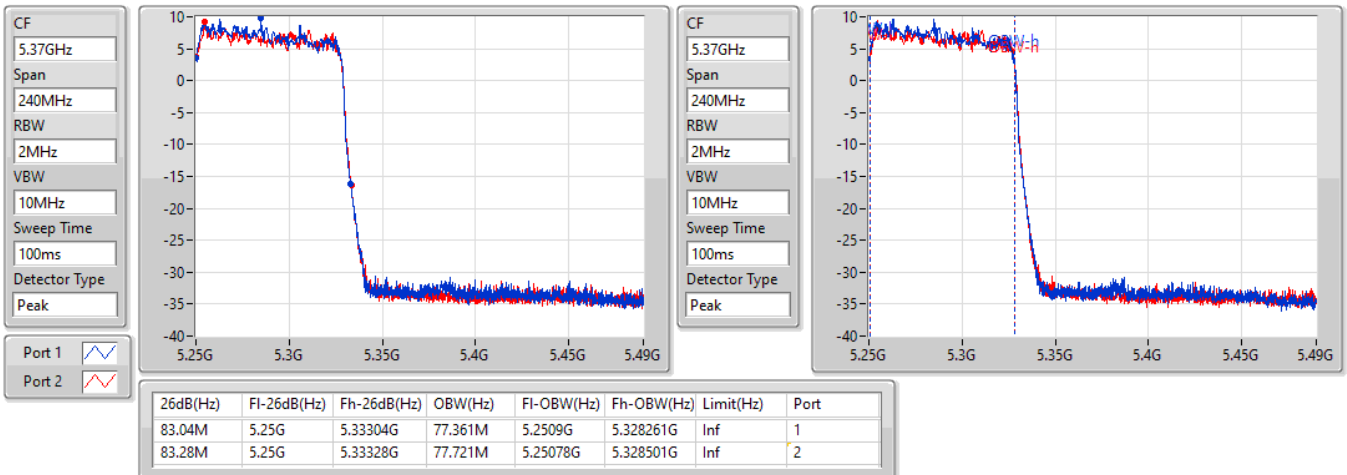 CF
5.37GHz
Span
240MHz
RBW
2MHz
VBW
10MHz
Sweep Time
100ms
Detector Type
Peak
10
5
0
-5
-10
-15
-20
-25
-30
-35
-40
5.25G 5.3G 5.35G 5.4G 5.45G 5.49G
CF
5.37GHz
Span
240MHz
RBW
2MHz
VBW
10MHz
Sweep Time
100ms
Detector Type
Peak
10
5
0
-5
-10
-15
-20
-25
-30
-35
-40
OBW-h
OBW-h
5.25G 5.3G 5.35G 5.4G 5.45G 5.49G
Port 1
Port 2
26dB(Hz) Fl-26dB(Hz) Fh-26dB(Hz) OBW(Hz) Fl-OBW(Hz) Fh-OBW(Hz) Limit(Hz) Port
83.04M 5.25G 5.33304G 77.361M 5.2509G 5.328261G Inf 1
83.28M 5.25G 5.33328G 77.721M 5.25078G 5.328501G Inf 2